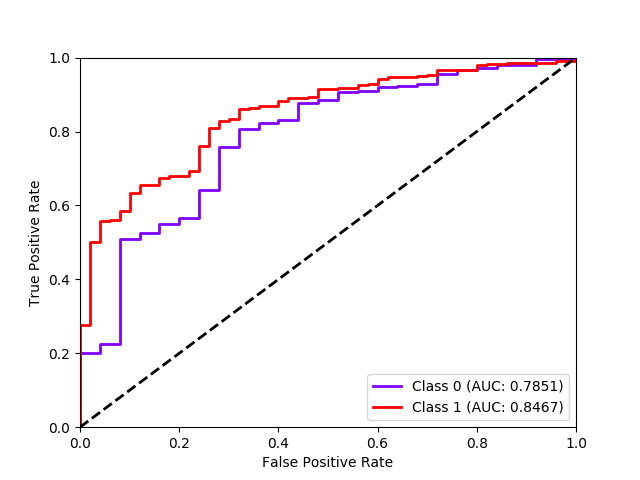 1.0
0.8
0.6
0.4
0.2
0.0
True Positive Rate
Class 0 (AUC: 0.7851)
Class 1 (AUC: 0.8467)
0.0 0.2 0.4 0.6 0.8 1.0
False Positive Rate